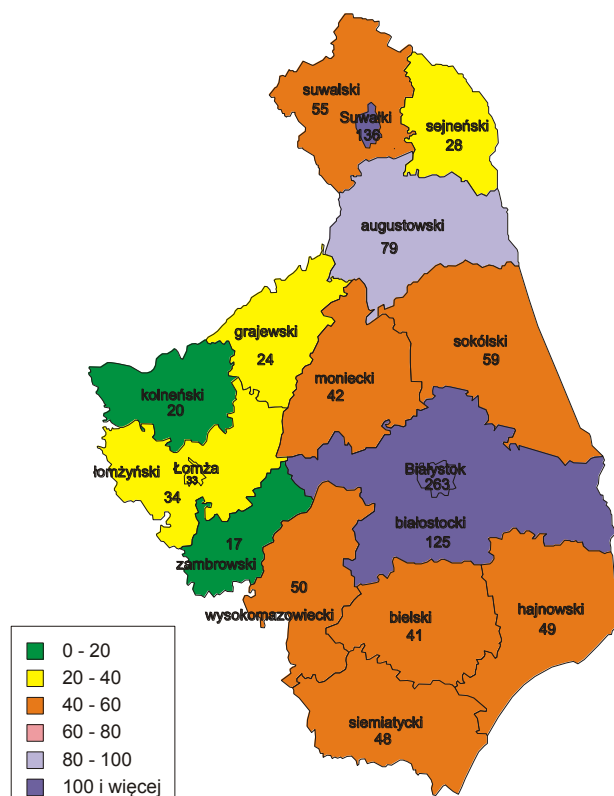 suwalski
55
Suwałki
136
sejneński
28
augustowski
79
grajewski
24
sokólski
59
moniecki
42
kolneński
20
łomżyński
34
Łomża
33
Białystok
263
białostocki
125
17
zambrowski
50
wysokomazowiecki
bielski
41
hajnowski
49
siemiatycki
48
0 - 20
20 - 40
40 - 60
60 - 80
80 - 100
100 i więcej